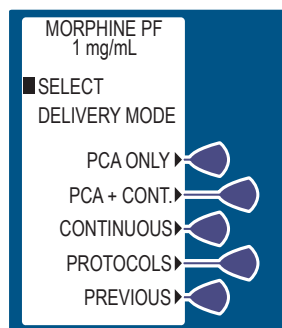 MORPHINE PF
1 mg/mL
SELECT
DELIVERY MODE
PCA ONLY
PCA + CONT.
CONTINUOUS
PROTOCOLS
PREVIOUS